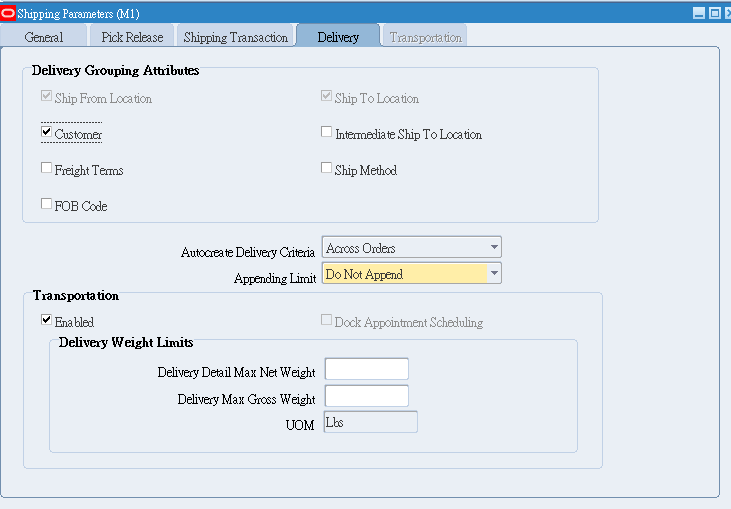 Shipping Parameters (M1)
General Pick Release Shipping Transaction Delivery Transportation
Delivery Grouping Attributes
Ship From Location Ship To Location
Customer Intermediate Ship To Location
Freight Terms Ship Method
FOB Code
Autocreate Delivery Criteria Across Orders
Appending Limit Do Not Append
Transportation
Enabled Dock Appointment Scheduling
Delivery Weight Limits
Delivery Detail Max Net Weight
Delivery Max Gross Weight
UOM Lbs